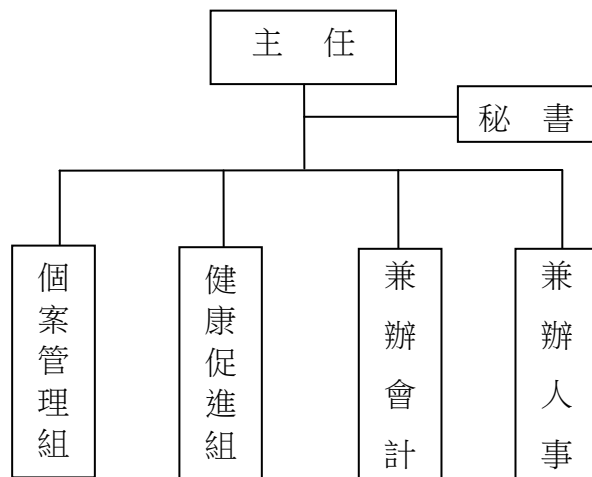 主 任
秘 書
個案管理組
健康促進組
兼辦會計
兼辦人事